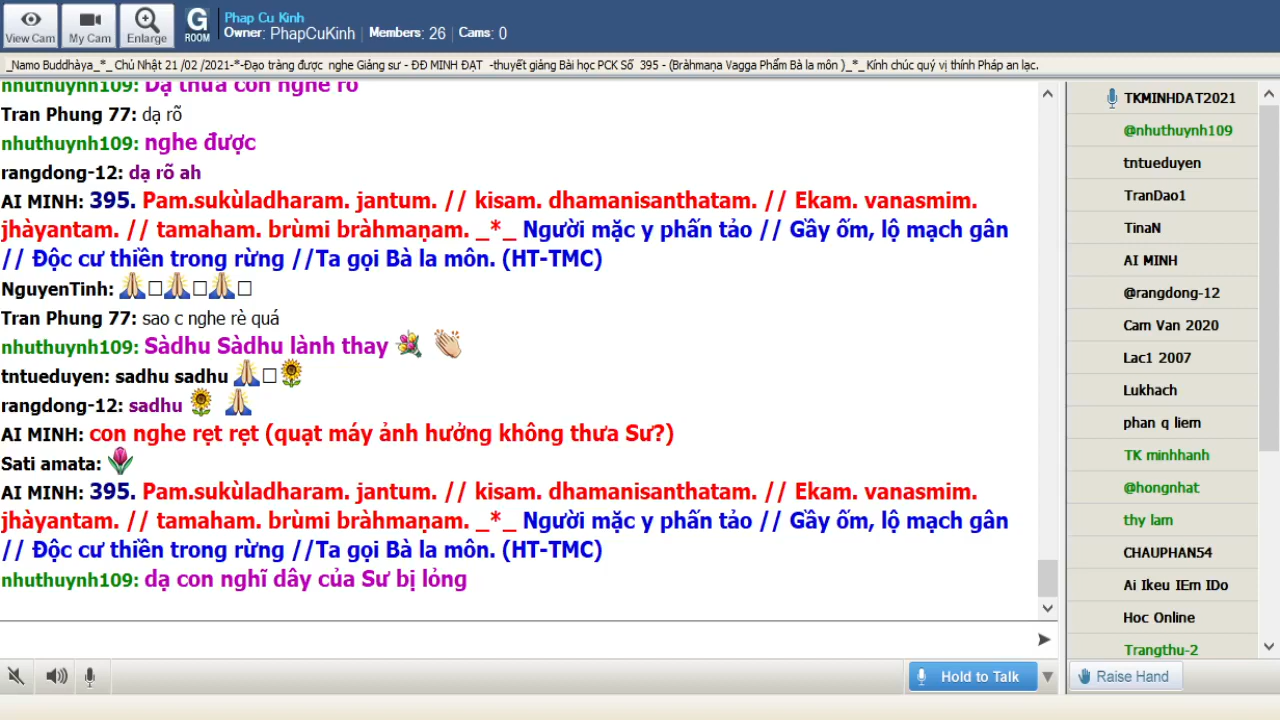 View Cam
My Cam
Enlarge
G
ROOM
Phap Cu Kinh
Owner: PhapCuKinh | Members: 26 | Cams: 0
_Namo Buddhàya_*_ Chủ Nhật 21 /02 /2021-*-Đạo tràng được nghe Giảng sư - ĐĐ MINH ĐẠT -thuyết giảng Bài học PCK Số 395 - (Bràhmaṇa Vagga Phẩm Bà la môn )_*_Kính chúc quý vị thính Pháp an lạc.
nhuthuynh109: Dạ thưa con nghe rõ
Tran Phung 77: dạ rõ
nhuthuynh109: nghe được
rangdong-12: dạ rõ ah
AI MINH: 395. Pam.sukùladharam. jantum. // kisam. dhamanisanthatam. // Ekam. vanasmim.
jhàyantam. // tamaham. brùmi bràhmaṇam. _*_ Người mặc y phấn tảo // Gầy ốm, lộ mạch gân
// Độc cư thiền trong rừng //Ta gọi Bà la môn. (HT-TMC)
NguyenTinh:
Tran Phung 77: sao c nghe rè quá
nhuthuynh109: Sàdhu Sàdhu lành thay
tntueduyen: sadhu sadhu
rangdong-12: sadhu
AI MINH: con nghe rẹt rẹt (quạt máy ảnh hưởng không thưa Sư?)
Sati amata:
AI MINH: 395. Pam.sukùladharam. jantum. // kisam. dhamanisanthatam. // Ekam. vanasmim.
jhàyantam. // tamaham. brùmi bràhmaṇam. _*_ Người mặc y phấn tảo // Gầy ốm, lộ mạch gân
// Độc cư thiền trong rừng //Ta gọi Bà la môn. (HT-TMC)
nhuthuynh109: dạ con nghĩ dây của Sư bị lỏng
Hold to Talk
TKMINHDAT2021
@nhuthuynh109
tntueduyen
TranDao1
TinaN
AI MINH
@rangdong-12
Cam Van 2020
Lac1 2007
Lukhach
phan q liem
TK minhhanh
@hongnhat
thy lam
CHAUPHAN54
Ai Ikeu IEm IDo
Hoc Online
Trangthu-2
Raise Hand